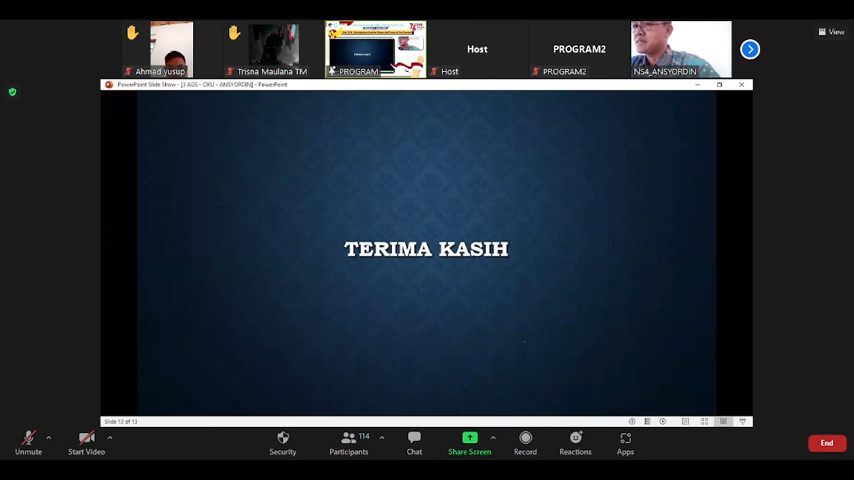 View
Ahmad yusup
Trisna Maulana TM
PROGRAM
Host
Host
PROGRAM2
PROGRAM2
NS4_ANSYORDIN
PowerPoint Slide Show - [3 AGS - OKU - ANSYORDIN] - PowerPoint
TERIMA KASIH
Slide 13 of 13
Unmute
Start Video
Security
Participants
114
Chat
Share Screen
Record
Reactions
Apps
End